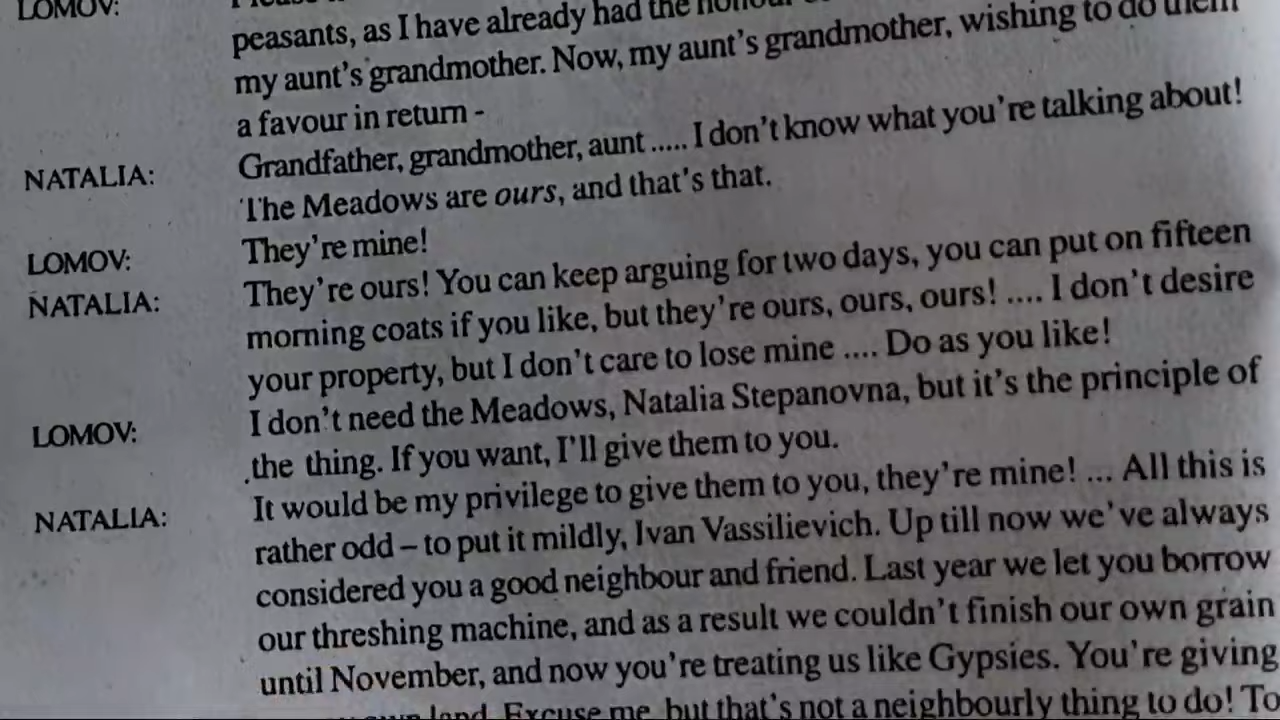 LOMOV:
peasants, as I have already had the honour
my aunt's grandmother. Now, my aunt's grandmother, wishing to do them
a favour in return -
NATALIA: Grandfather, grandmother, aunt ..... I don't know what you're talking about!
The Meadows are ours, and that's that.
LOMOV: They're mine!
NATALIA: They're ours! You can keep arguing for two days, you can put on fifteen
morning coats if you like, but they're ours, ours, ours! .... I don't desire
your property, but I don't care to lose mine .... Do as you like!
LOMOV: I don't need the Meadows, Natalia Stepanovna, but it's the principle of
the thing. If you want, I'll give them to you.
NATALIA: It would be my privilege to give them to you, they're mine! ... All this is
rather odd – to put it mildly, Ivan Vassilievich. Up till now we've always
considered you a good neighbour and friend. Last year we let you borrow
our threshing machine, and as a result we couldn't finish our own grain
until November, and now you're treating us like Gypsies. You're giving
own land. Excuse me, but that's not a neighbourly thing to do! To